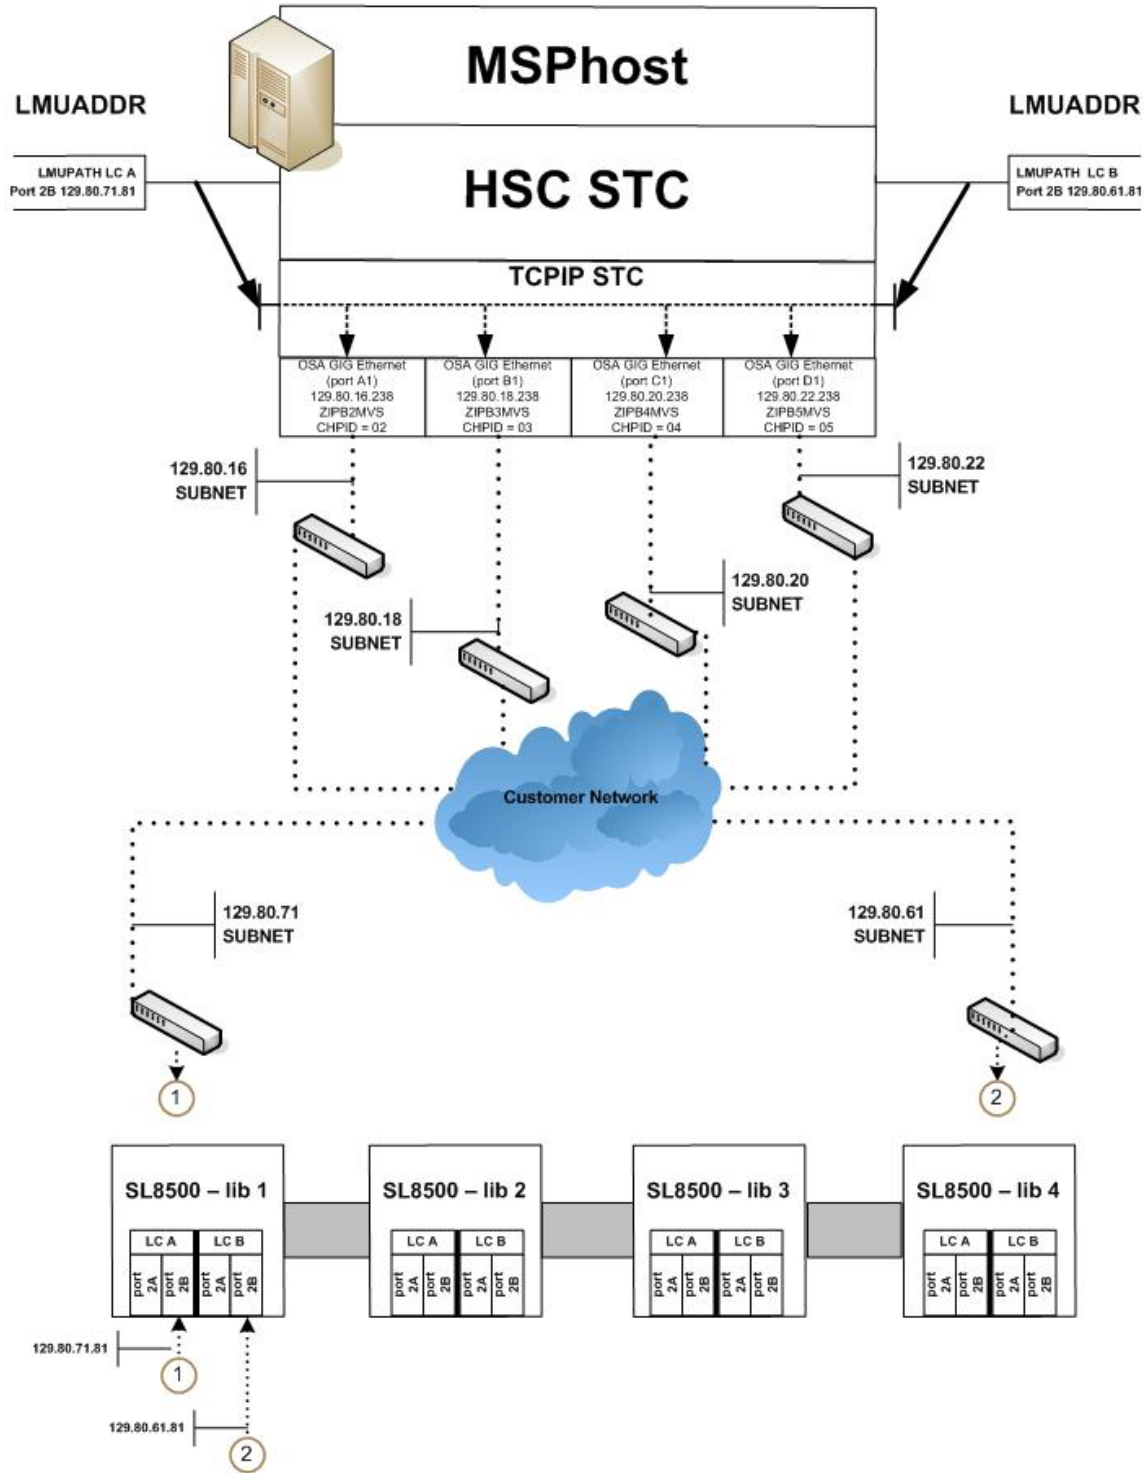 MSPhost
LMUADDR
LMUADDR
LMUPATH LC A
Port 2B 129.80.71.81
HSC STC
LMUPATH LC B
Port 2B 129.80.61.81
TCPIP STC
OSA GIG Ethernet
(port A1)
129.80.16.238
ZIPB2MVS
CHPID = 02
OSA GIG Ethernet
(port B1)
129.80.18.238
ZIPB3MVS
CHPID = 03
OSA GIG Ethernet
(port C1)
129.80.20.238
ZIPB4MVS
CHPID = 04
OSA GIG Ethernet
(port D1)
129.80.22.238
ZIPB5MVS
CHPID = 05
129.80.16
SUBNET
129.80.22
SUBNET
129.80.18
SUBNET
129.80.20
SUBNET
Customer Network
129.80.71
SUBNET
129.80.61
SUBNET
1
2
SL8500 – lib 1
LC A
LC B
port
2A
port
2B
port
2A
port
2B
SL8500 – lib 2
LC A
LC B
port
2A
port
2B
port
2A
port
2B
SL8500 – lib 3
LC A
LC B
port
2A
port
2B
port
2A
port
2B
SL8500 – lib 4
LC A
LC B
port
2A
port
2B
port
2A
port
2B
129.80.71.81
1
129.80.61.81
2